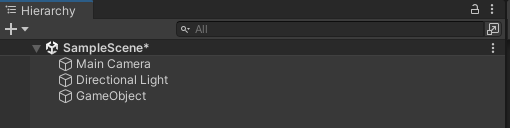 Hierarchy
All
SampleScene*
Main Camera
Directional Light
GameObject